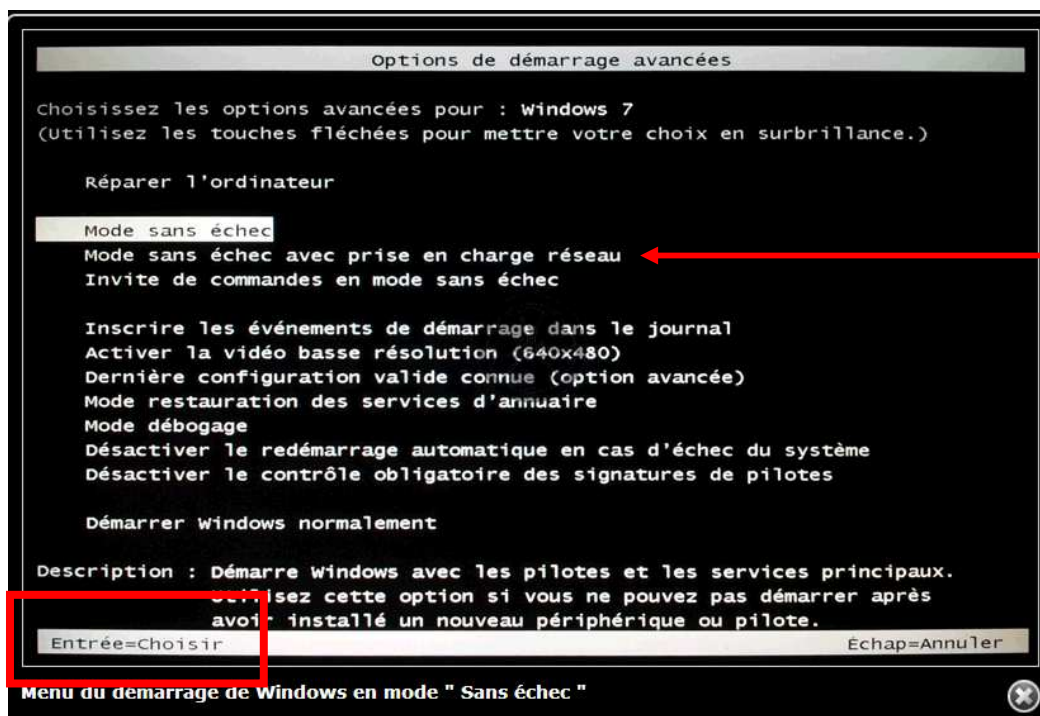 Options de démarrage avancées
Choisissez les options avancées pour : Windows 7
(Utilisez les touches fléchées pour mettre votre choix en surbrillance.)
Réparer l'ordinateur
Mode sans échec
Mode sans échec avec prise en charge réseau
Invite de commandes en mode sans échec
Inscrire les événements de démarrage dans le journal
Activer la vidéo basse résolution (640x480)
Dernière configuration valide connue (option avancée)
Mode restauration des services d'annuaire
Mode débogage
Désactiver le redémarrage automatique en cas d'échec du système
Désactiver le contrôle obligatoire des signatures de pilotes
Démarrer Windows normalement
Description : Démarre Windows avec les pilotes et les services principaux.
Utilisez cette option si vous ne pouvez pas démarrer après
avoir installé un nouveau périphérique ou pilote.
Entrée=Choisir Échap=Annuler
Menu du démarrage de Windows en mode " Sans échec "